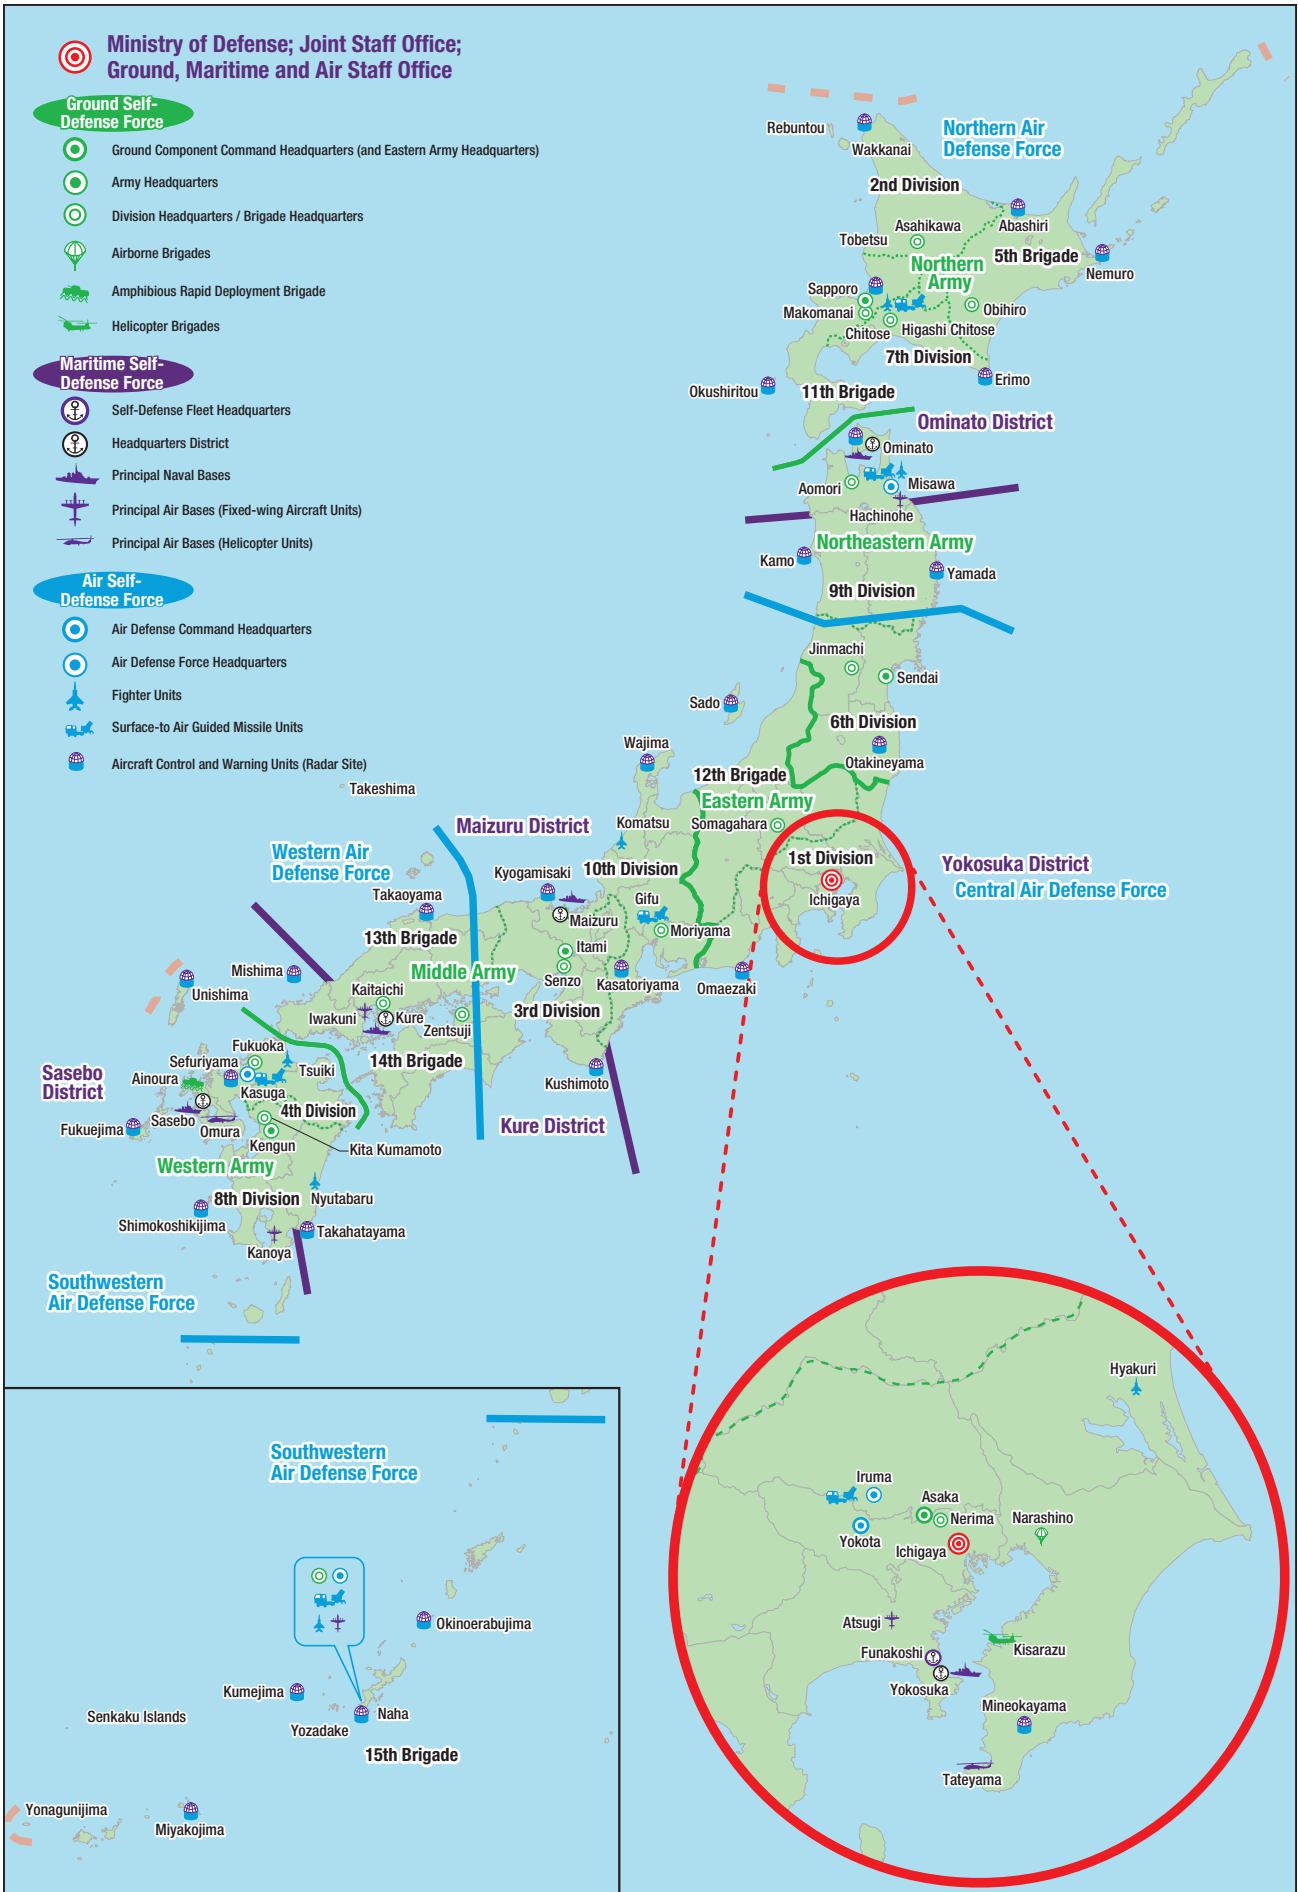 Ministry of Defense; Joint Staff Office;
Ground, Maritime and Air Staff Office
Ground Self-
Defense Force
Ground Component Command Headquarters (and Eastern Army Headquarters)
Army Headquarters
Division Headquarters / Brigade Headquarters
Airborne Brigades
Amphibious Rapid Deployment Brigade
Helicopter Brigades
Maritime Self-
Defense Force
Self-Defense Fleet Headquarters
Headquarters District
Principal Naval Bases
Principal Air Bases (Fixed-wing Aircraft Units)
Principal Air Bases (Helicopter Units)
Air Self-
Defense Force
Air Defense Command Headquarters
Air Defense Force Headquarters
Fighter Units
Surface-to Air Guided Missile Units
Aircraft Control and Warning Units (Radar Site)
Rebuntou
Wakkanai
Northern Air
Defense Force
2nd Division
Asahikawa
Abashiri
Tobetsu
5th Brigade
Northern
Army
Nemuro
Sapporo
Makomanai
Obihiro
Chitose
Higashi Chitose
7th Division
Erimo
Okushiritou
11th Brigade
Ominato District
Ominato
Misawa
Aomori
Hachinohe
Northeastern Army
Kamo
Yamada
9th Division
Jinmachi
Sendai
Sado
6th Division
Wajima
Otakineyama
12th Brigade
Takeshima
Eastern Army
Komatsu
Somagahara
Maizuru District
Western Air
Defense Force
1st Division
Ichigaya
Yokosuka District
Central Air Defense Force
Kyogamisaki
10th Division
Takaoyama
Gifu
Maizuru
Moriyama
13th Brigade
Itami
Middle Army
Mishima
Senzo
Kasatoriyama
Omaezaki
Unishima
Kaitaichi
Iwakuni
Kure
Zentsuji
3rd Division
Fukuoka
14th Brigade
Sefuriyama
Tsuiki
Sasebo
District
Ainoura
Kasuga
Kushimoto
4th Division
Sasebo
Omura
Kure District
Fukuejima
Kengun
Kita Kumamoto
Western Army
8th Division
Nyutabaru
Shimokoshikijima
Takahatayama
Kanoya
Southwestern
Air Defense Force
Southwestern
Air Defense Force
Okinoerabujima
Kumejima
Naha
Senkaku Islands
Yozadake
15th Brigade
Yonagunijima
Miyakojima
Hyakuri
Iruma
Asaka
Nerima
Narashino
Yokota
Ichigaya
Atsugi
Funakoshi
Kisarazu
Yokosuka
Mineokayama
Tateyama